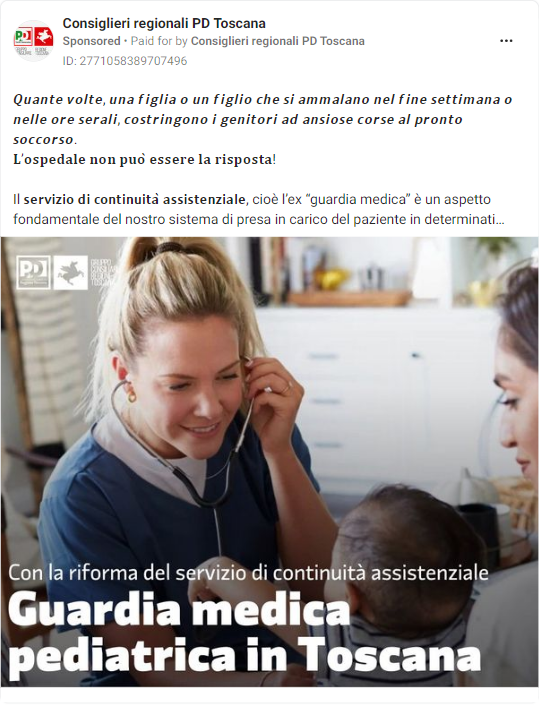 Consiglieri regionali PD Toscana
Sponsored • Paid for by Consiglieri regionali PD Toscana
ID: 2771058389707496
Quante volte, una figlia o un figlio che si ammalano nel fine settimana o
nelle ore serali, costringono i genitori ad ansiose corse al pronto
soccorso.
L'ospedale non può essere la risposta!
Il servizio di continuità assistenziale, cioè l'ex “guardia medica” è un aspetto
fondamentale del nostro sistema di presa in carico del paziente in determinati...
PD
Con la riforma del servizio di continuità assistenziale
Guardia medica
pediatrica in Toscana